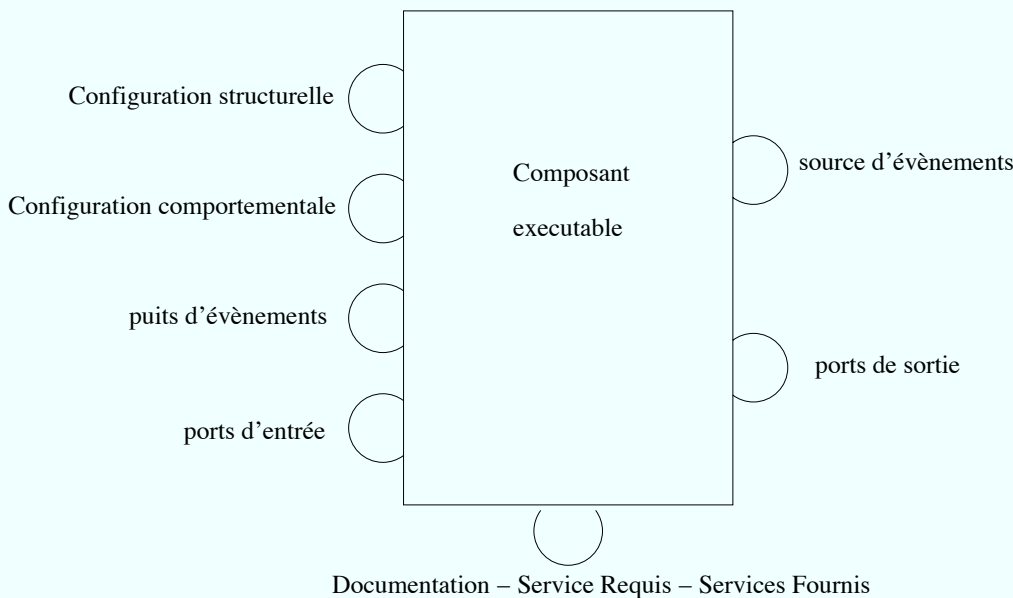 Configuration structurelle
Configuration comportementale
puits d'évènements
ports d'entrée
Composant
executable
source d'évènements
ports de sortie
Documentation – Service Requis – Services Fournis